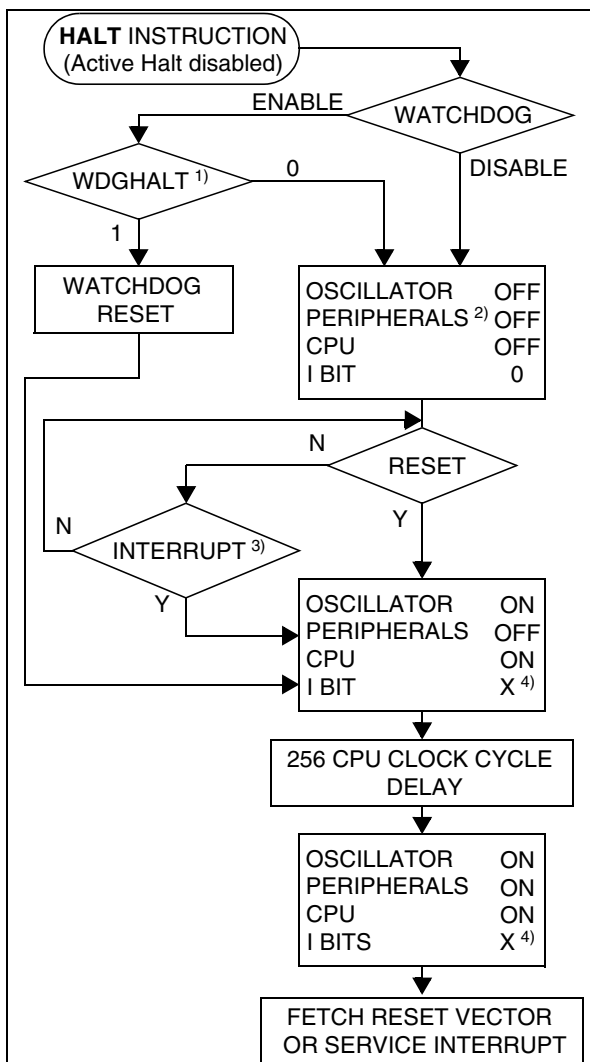 HALT INSTRUCTION
(Active Halt disabled)
ENABLE
WATCHDOG
WDGHALT 1)
0
DISABLE
1
WATCHDOG
RESET
OSCILLATOR OFF
PERIPHERALS 2) OFF
CPU OFF
I BIT 0
N
RESET
N
Y
INTERRUPT 3)
Y
OSCILLATOR ON
PERIPHERALS OFF
CPU ON
I BIT X 4)
256 CPU CLOCK CYCLE
DELAY
OSCILLATOR ON
PERIPHERALS ON
CPU ON
I BITS X 4)
FETCH RESET VECTOR
OR SERVICE INTERRUPT